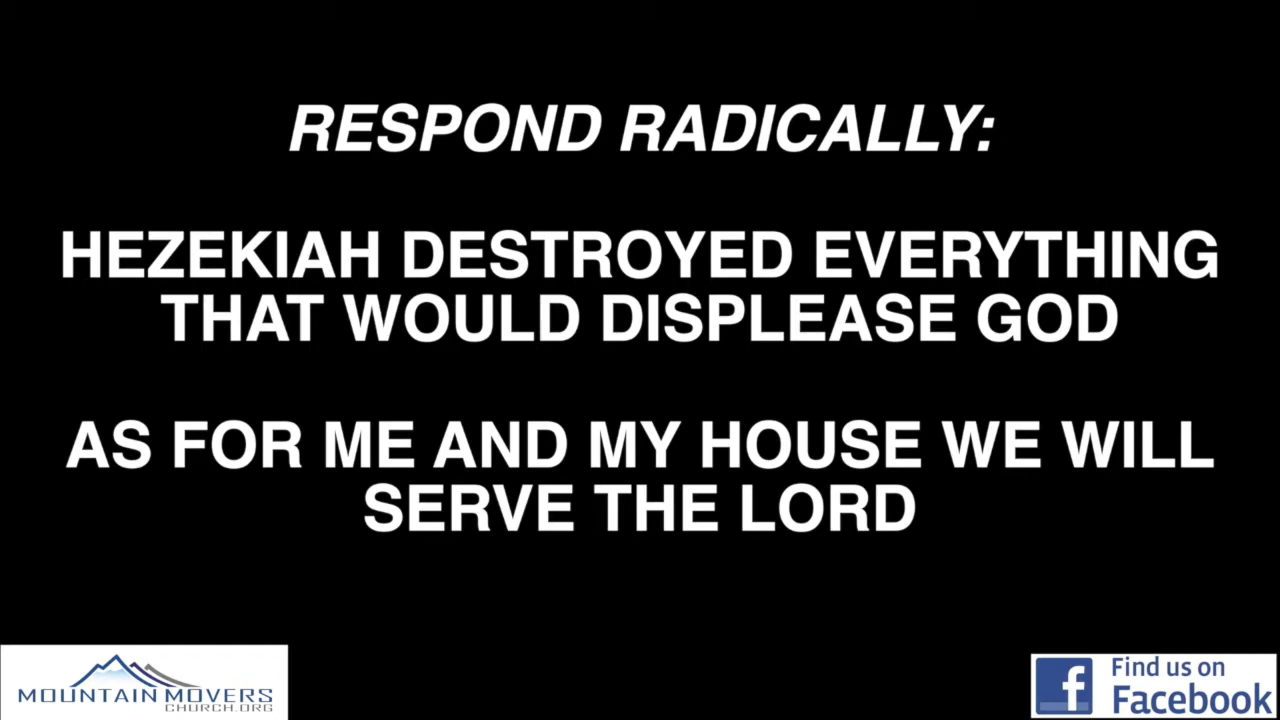 RESPOND RADICALLY:
HEZEKIAH DESTROYED EVERYTHING
THAT WOULD DISPLEASE GOD
AS FOR ME AND MY HOUSE WE WILL
SERVE THE LORD
MOUNTAIN MOVERS
CHURCH.ORG
Find us on
Facebook